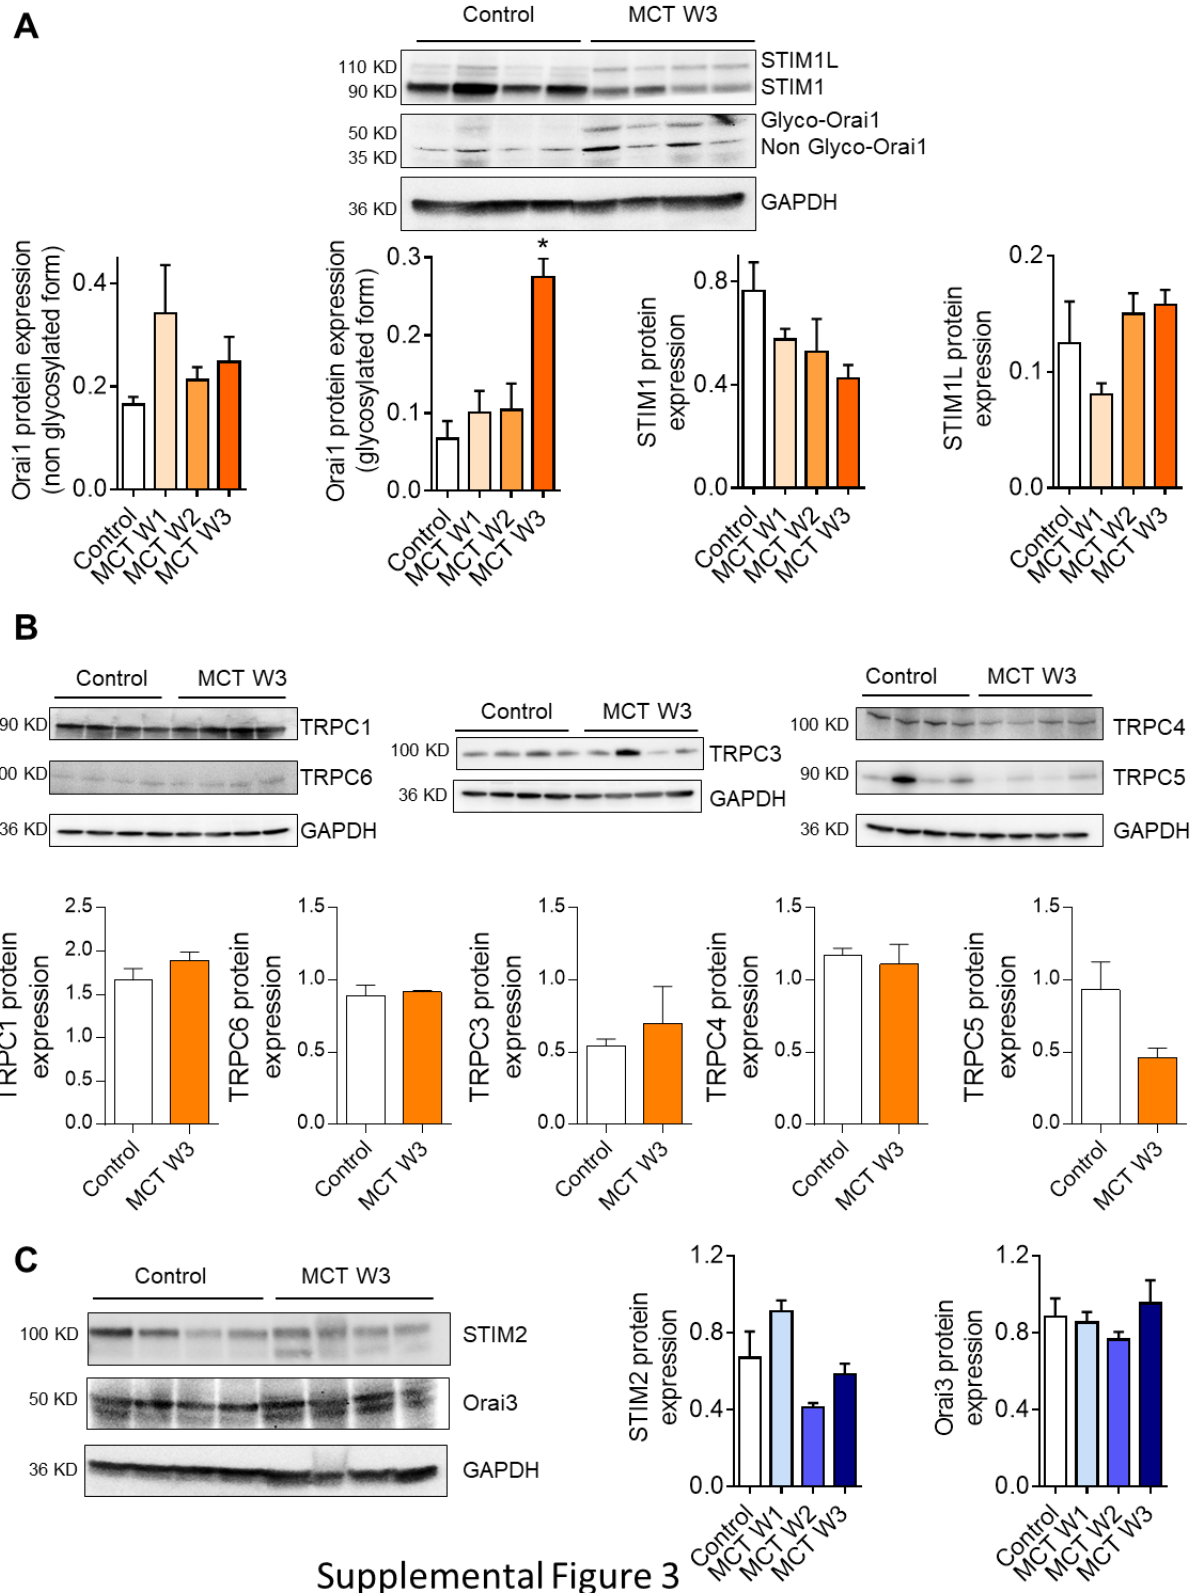 A
Control
MCT W3
110 KD
STIM1L
90 KD
STIM1
50 KD
Glyco-Orai1
35 KD
Non Glyco-Orai1
36 KD
GAPDH
Orai1 protein expression
(non glycosylated form)
0.4
0.2
0.0
Control
MCT W1
MCT W2
MCT W3
Orai1 protein expression
(glycosylated form)
0.3
0.2
0.1
0.0
*
Control
MCT W1
MCT W2
MCT W3
STIM1 protein
expression
0.8
0.4
0.0
Control
MCT W1
MCT W2
MCT W3
STIM1L protein
expression
0.2
0.1
0.0
Control
MCT W1
MCT W2
MCT W3
B
Control
MCT W3
90 KD
TRPC1
00 KD
TRPC6
36 KD
GAPDH
Control
MCT W3
100 KD
TRPC3
36 KD
GAPDH
Control
MCT W3
100 KD
TRPC4
90 KD
TRPC5
36 KD
GAPDH
TRPC1 protein
expression
2.5
2.0
1.5
1.0
0.5
0.0
Control
MCT W3
TRPC6 protein
expression
1.5
1.0
0.5
0.0
Control
MCT W3
TRPC3 protein
expression
1.5
1.0
0.5
0.0
Control
MCT W3
TRPC4 protein
expression
1.5
1.0
0.5
0.0
Control
MCT W3
TRPC5 protein
expression
1.5
1.0
0.5
0.0
Control
MCT W3
C
Control
MCT W3
100 KD
STIM2
50 KD
Orai3
36 KD
GAPDH
STIM2 protein
expression
1.2
0.8
0.4
0.0
Control
MCT W1
MCT W2
MCT W3
Orai3 protein
expression
1.2
0.8
0.4
0.0
Control
MCT W1
MCT W2
MCT W3
Supplemental Figure 3